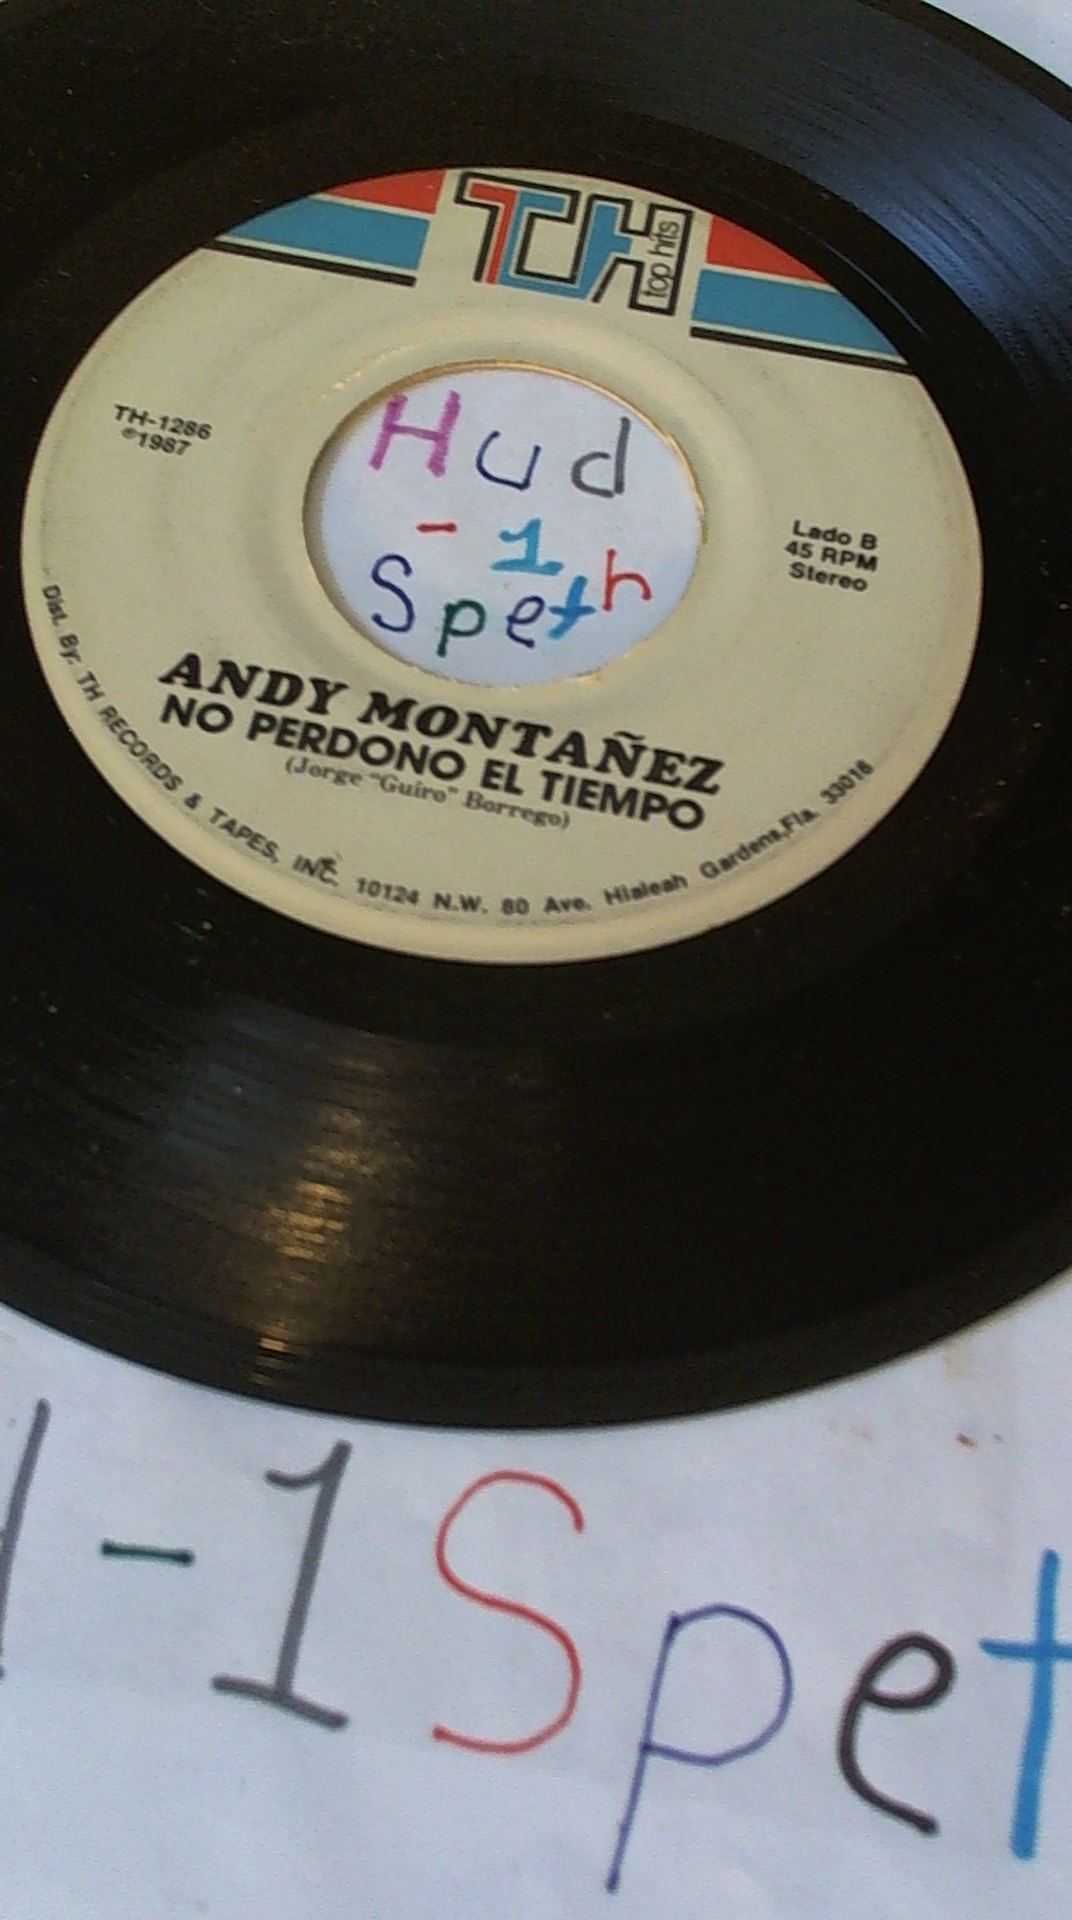 TH
top hits
TH-1286
℗1987
Hud
-1
Speth
Lado B
45 RPM
Stereo
ANDY MONTAÑEZ
NO PERDONO EL TIEMPO
(Jorge "Guiro" Borrego)
Dist. By: TH RECORDS & TAPES, INC. 10124 N.W. 80 Ave. Hialeah Gardens, Fla. 33016
d-1Spet